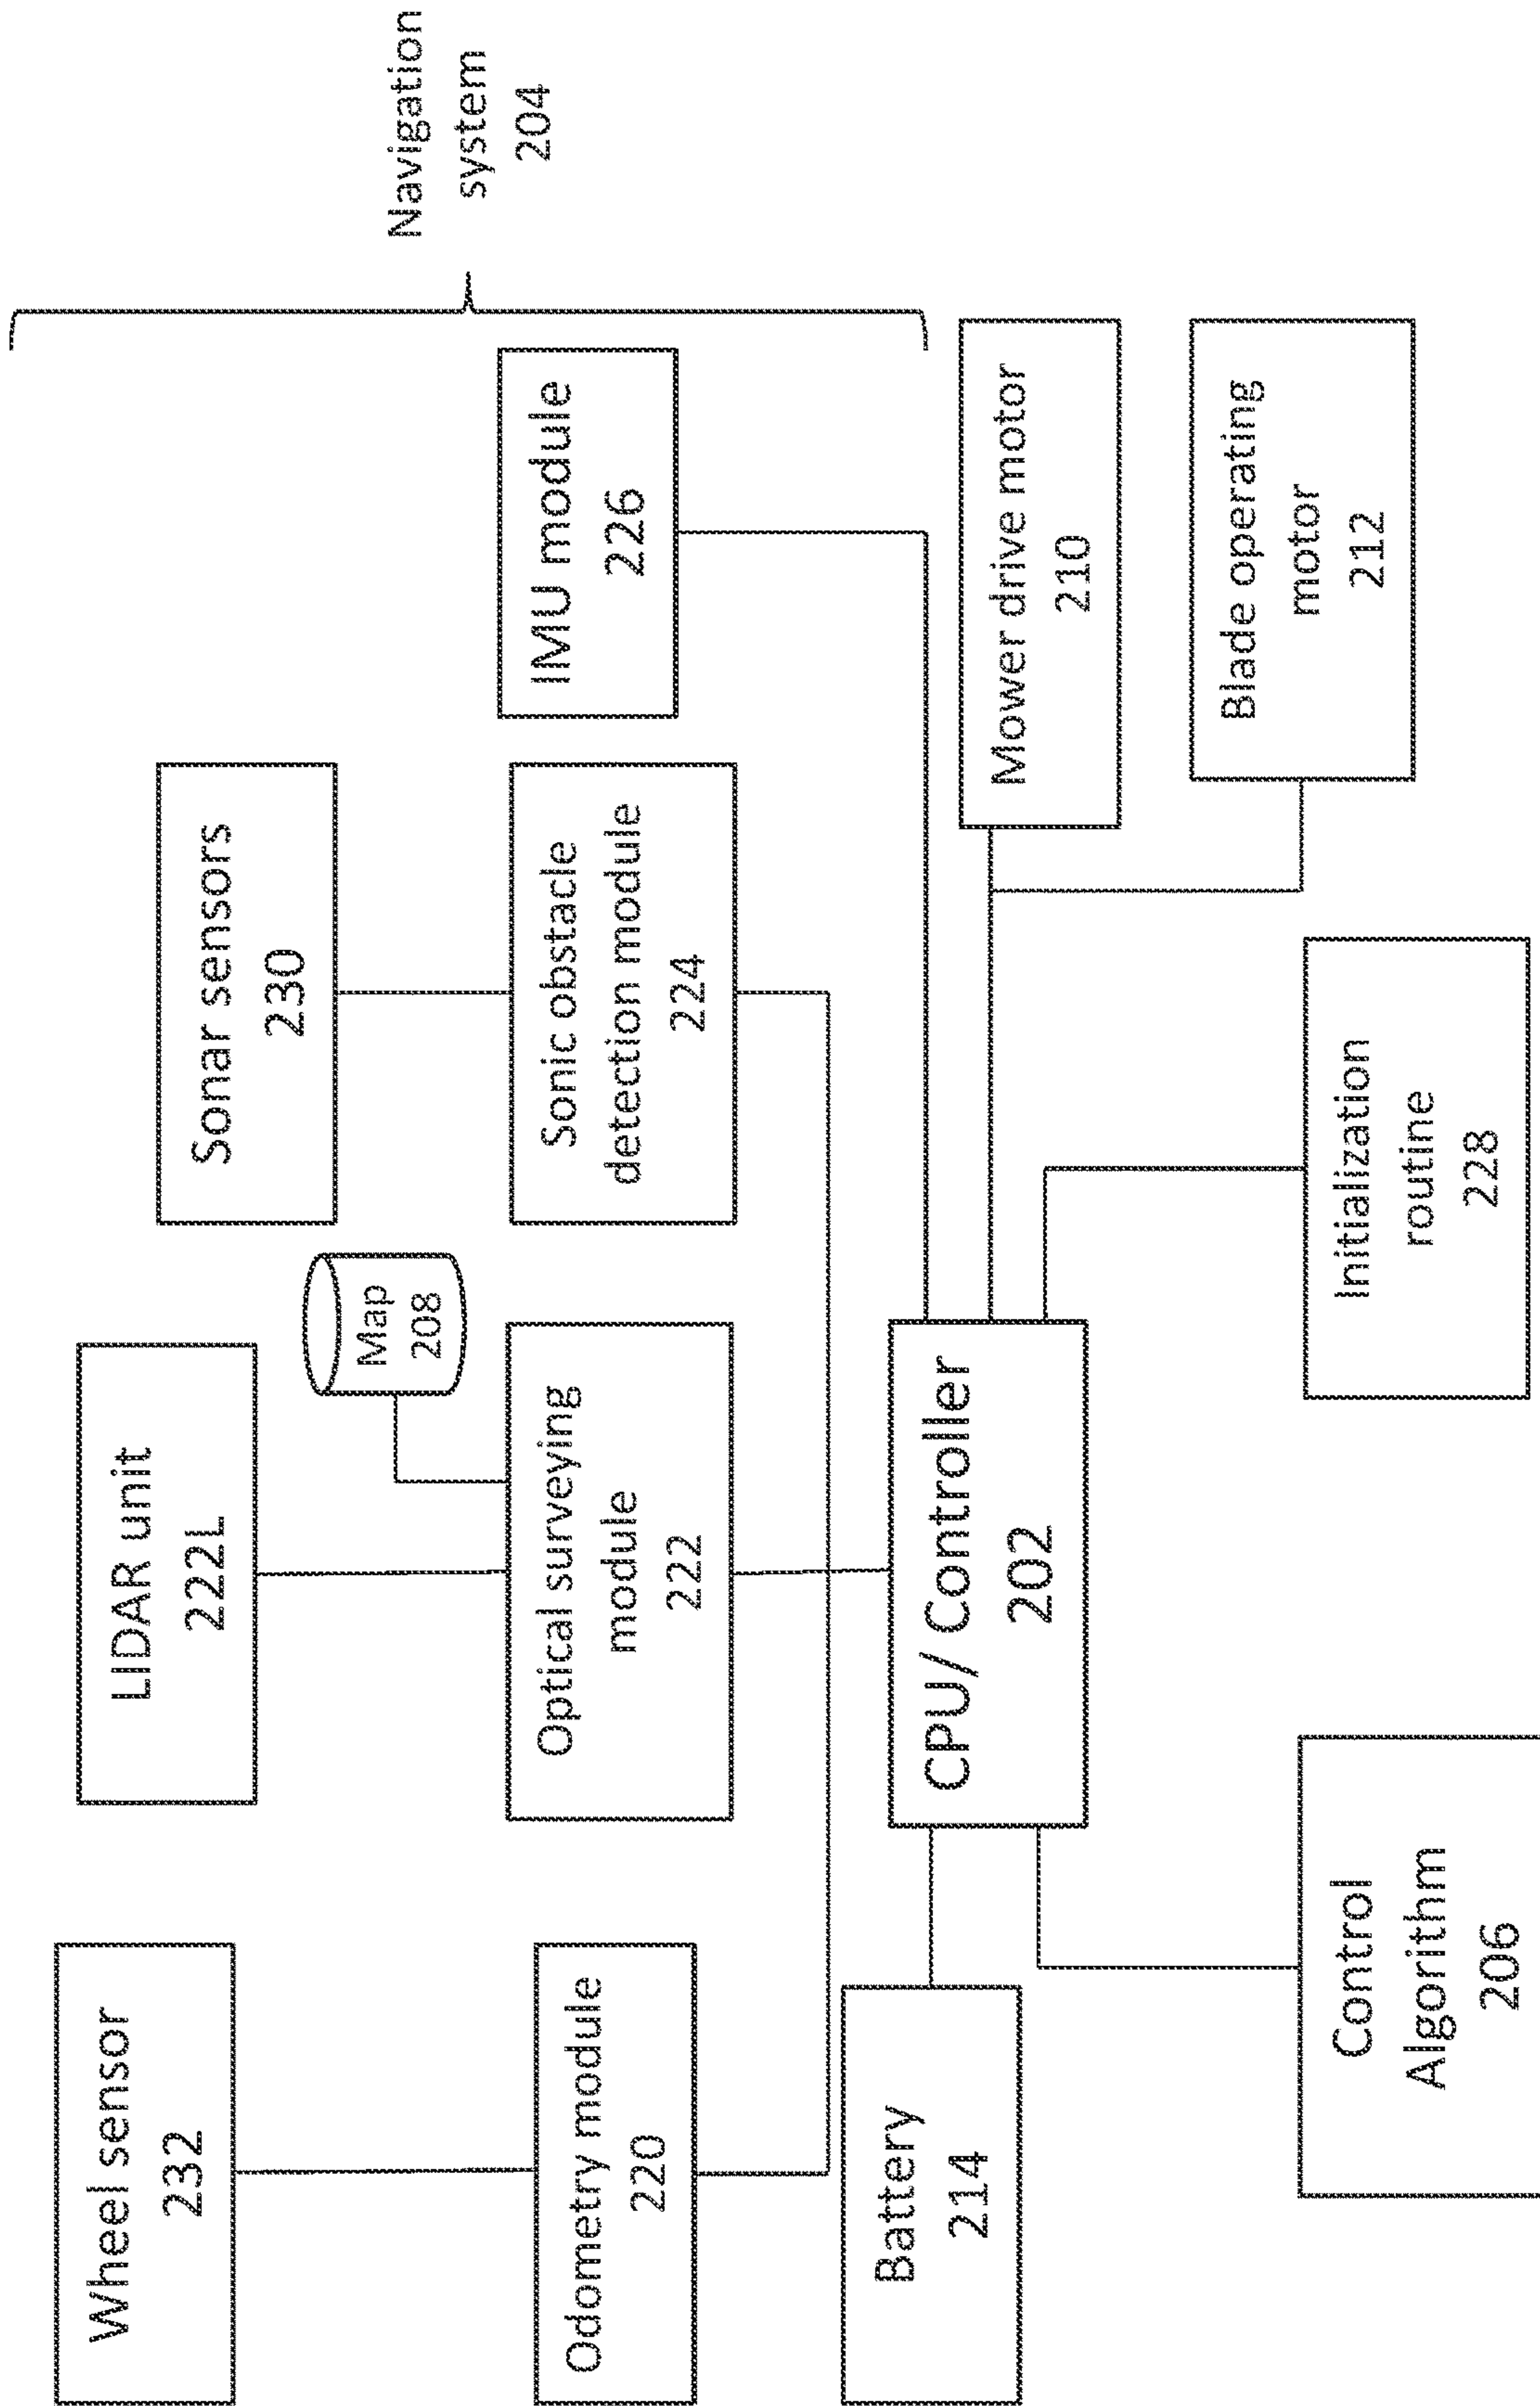 Wheel sensor
232
LIDAR unit
222L
Sonar sensors
230
Map
208
Odometry module
220
Optical surveying
module
222
Sonic obstacle
detection module
224
IMU module
226
Navigation
system
204
Battery
214
CPU/ Controller
202
Mower drive motor
210
Control
Algorithm
206
Initialization
routine
228
Blade operating
motor
212